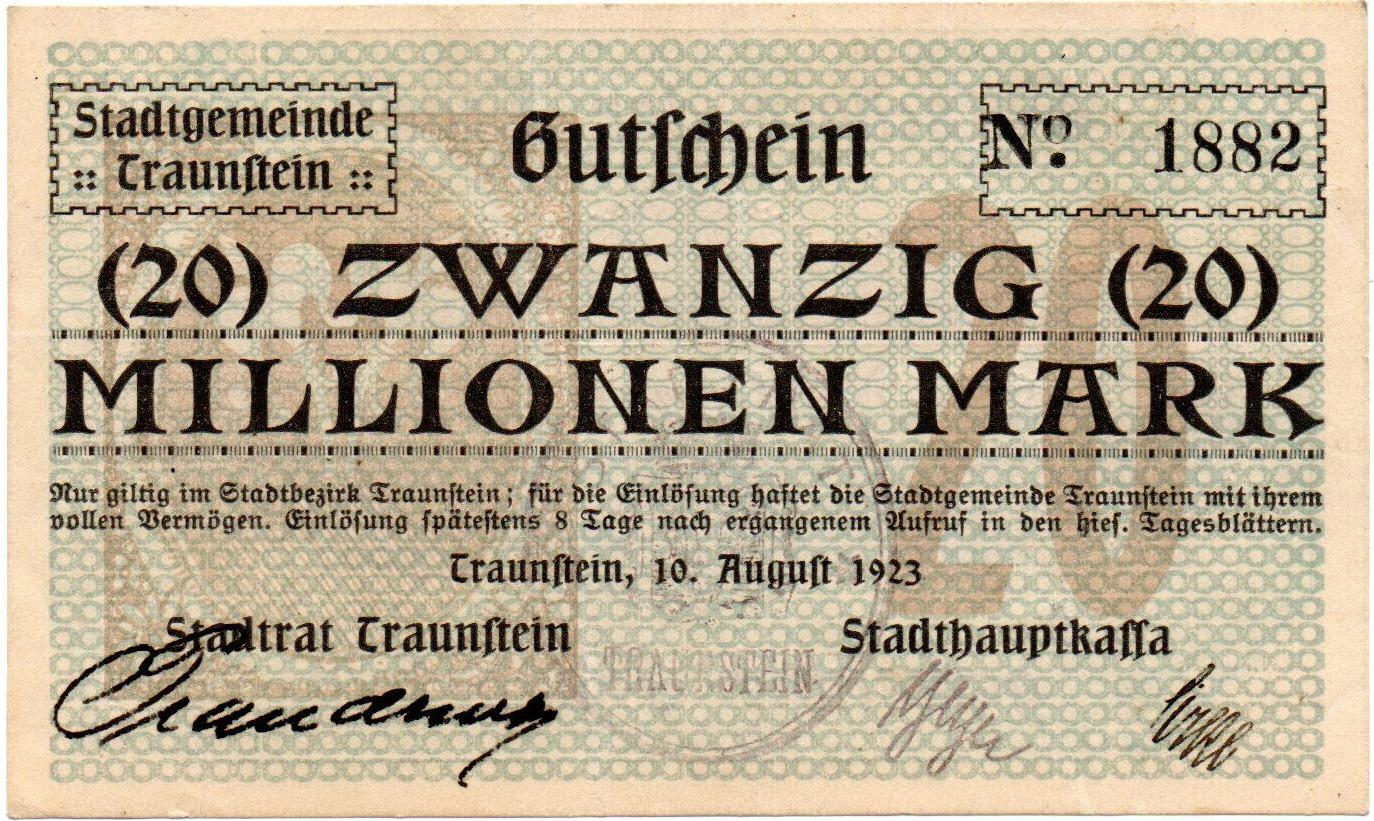 Stadtgemeinde
:: Traunstein ::
Gutschein
Nº. 1882
(20) ZWANZIG (20)
MILLIONEN MARK
Nur giltig im Stadtbezirk Traunstein; für die Einlösung haftet die Stadtgemeinde Traunstein mit ihrem
vollen Vermögen. Einlösung spätestens 8 Tage nach ergangenem Aufruf in den hies. Tagesblättern.
Traunstein, 10. August 1923
Stadtrat Traunstein
Stadthauptkassa
20